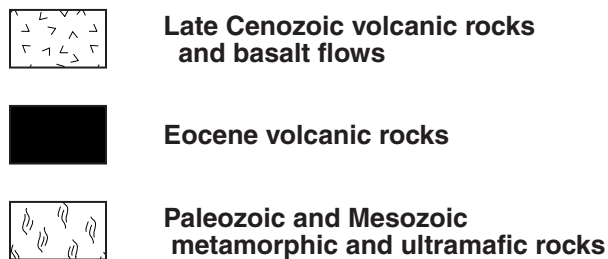 Late Cenozoic volcanic rocks
and basalt flows
Eocene volcanic rocks
Paleozoic and Mesozoic
metamorphic and ultramafic rocks